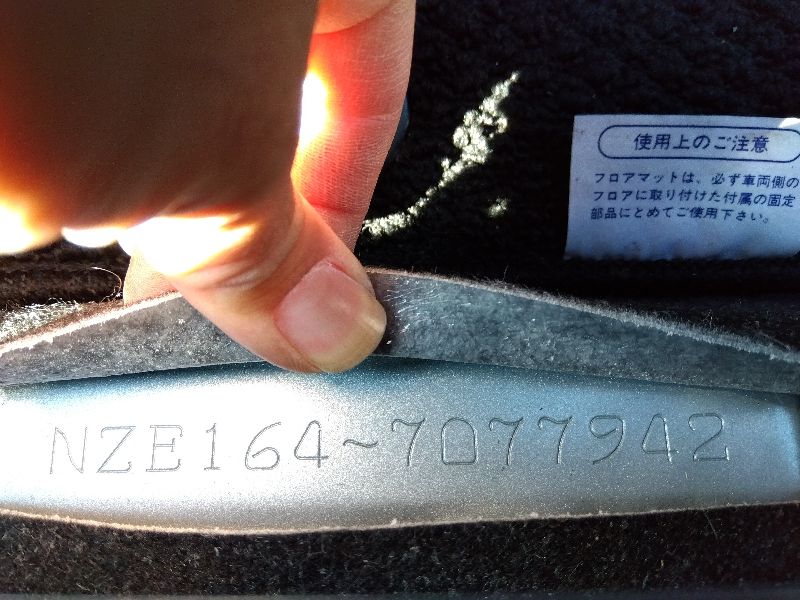 使用上のご注意
フロアマットは、必ず車両側の
フロアに取り付けた付属の固定
部品にとめてご使用下さい。
NZE164-7077942